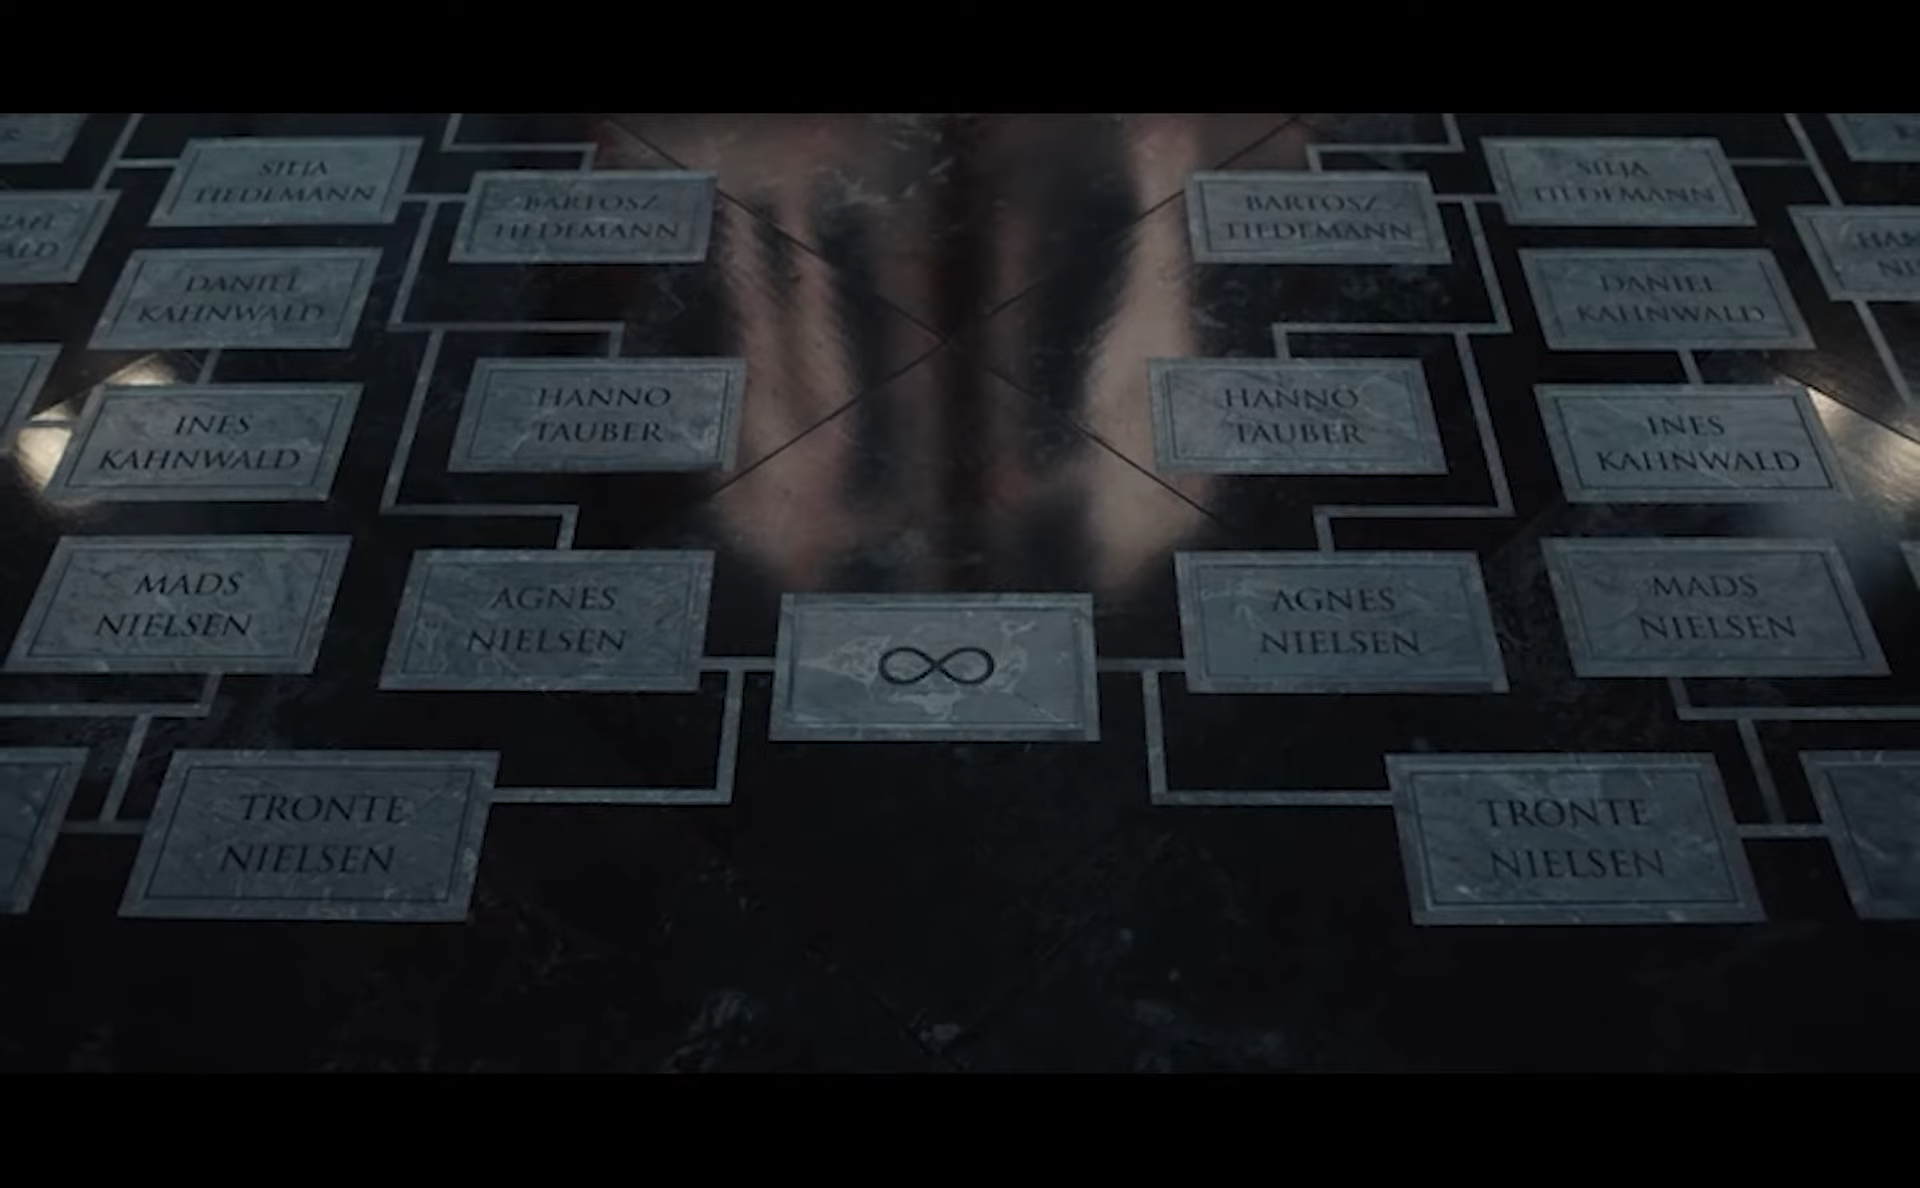 SILJA
TIEDEMANN
BARTOSZ
TIEDEMANN
BARTOSZ
TIEDEMANN
SILJA
TIEDEMANN
DANIEL
KAHNWALD
DANIEL
KAHNWALD
HANNO
TAUBER
HANNO
TAUBER
INES
KAHNWALD
INES
KAHNWALD
MADS
NIELSEN
AGNES
NIELSEN
∞
AGNES
NIELSEN
MADS
NIELSEN
TRONTE
NIELSEN
TRONTE
NIELSEN